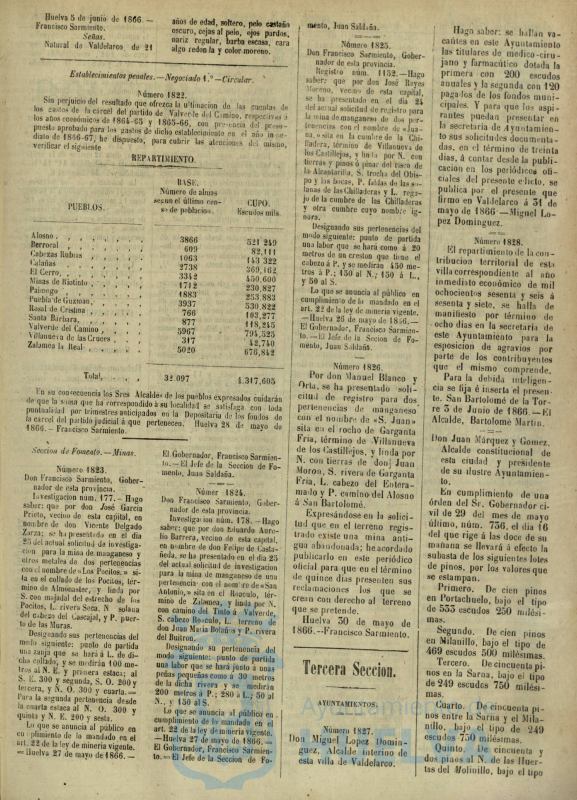 Huelva 5 de junio de 1866.—
Francisco Sarmiento.
Señas.
Natural de Valdelarco, de 21
años de edad, soltero, pelo castaño
oscuro, cejas al pelo, ojos pardos,
nariz regular, barba escasa, cara
algo redonda y color moreno.
Establecimientos penales.—Negociado 1.º—Circular.
Número 1822.
Sin perjuicio del resultado que ofrezca la ultimacion de las cuentas de
los gastos de la cárcel del partido de Valverde del Camino, respectivas á
los años económicos de 1864-65 y 1865-66, con presencia del presu-
puesto aprobado para los gastos de dicho establecimiento en el año in
dato de 1866-67; he dispuesto, para cubrir las atenciones del mismo,
verificar el siguiente
REPARTIMIENTO.
PUEBLOS.
BASE.
Número de almas
segun el último cen-
so de poblacion.
CUPO.
Escudos mils.
Alosno 3866 521 249
Berrocal 609 82,111
Cabezas Rubias 1063 143 322
Calañas 2738 369,162
El Cerro 3342 450,600
Minas de Riotinto 1712 230,827
Paimogo 1883 253,883
Puebla de Guzman 3937 530,822
Rosal de Cristina 766 103,277
Santa Bárbara 877 118,245
Valverde del Camino 5967 794,525
Villanueva de las Cruces 317 42,740
Zalamea la Real 5020 676,842
Total, 32.097 4.317,605
En su consecuencia los Sres. Alcaldes de los pueblos expresados cuidarán
de que la suma que ha correspondido á su localidad se satisfaga con toda
puntualidad por trimestres anticipados en la Depositaria de los fondos de
la cárcel del partido judicial á que pertenecen. Huelva 28 de mayo de
1866.—Francisco Sarmiento.
Seccion de Fomento.—Minas.
Número 1823.
Don Francisco Sarmiento, Gober-
nador de esta provincia.
Investigacion núm. 177.—Hago
saber: que por don José Garcia
Prieto, vecino de esta capital, en
nombre de don Vicente Delgado
Zarza; se ha presentado en el dia
25 del actual solicitud de investiga-
cion para la mina de manganeso y
otros metales de dos pertenencias
con el nombre de «Los Pocitos,» si-
ta en el collado de los Pocitos, tér-
mino de Almonaster, y linda por
S. con majadal del estrecho de los
Pocitos, L. rivera Seca, N solana
del cabezo del Cascajal, y P. puer-
to de las Muras.
Designando sus pertenencias del
modo siguiente: punto de partida
una zanja que se hará á L. de di-
cho collado, y se medirán 100 me-
tros al N. E. y primera estaca; al
S. E. 300 y segunda, S. O. 200 y
tercera, y N. O. 300 y cuarta.—
Para la segunda pertenencia desde
la cuarta estaca al N. O. 300 y
quinta y N. E. 200 y sesta.
Lo que se anuncia al público en
cumplimiento de lo mandado en el
art. 22 de la ley de mineria vigente.
—Huelva 27 de mayo de 1866.—
El Gobernador, Francisco Sarmien-
to.—El Jefe de la Seccion de Fo-
mento, Juan Saldaña.
Númer 1824.
Don Francisco Sarmiento, Gober-
nador de esta provincia.
Investigacion núm. 178.—Hago
saber: que por don Eduardo Aure-
lio Barrera, vecino de esta capital,
en nombre de don Felipe de Casta-
ñeda, se ha presentado en el dia 25
del actual solicitud de investigacion
para la mina de manganeso de una
pertenencia con el nombre de «San
Antonio,» sita en el Roaculo, tér-
mino de Zalamea, y linda por N.
con camino del Tinto á Valverde,
S. cabezo Roaculo, L. terreno de
don Juan Maria Bolaños y P. rivera
del Buitron.
Designando su pertenencia del
modo siguiente: punto de partida
una labor que se hará junto á una
peñas pequeñas como á 30 metros
de la dicha rivera y se medirán
200 metros á P.; 280 á L., 50 al
N., y 150 al S.
Lo que se anuncia al público en
cumplimiento de lo mandado en el
art. 22 de la ley de mineria vigente.
—Huelva 27 de mayo de 1866.—
El Gobernador, Francisco Sarmien-
to.—El Jefe de la Seccion de Fo-
mento, Juan Saldaña.
Número 1825.
Don Francisco Sarmiento, Gober-
nador de esta provincia.
Registro núm. 1152.—Hago
saber: que por don José Reyes
Moreno, vecino de esta capital,
se ha presentado en el dia 24
del actual solicitud de registro para
la mina de manganeso de dos per-
tenencias con el nombre de «Jua-
na,» sita en la cumbre de la Chi-
lladera, término de Villanueva de
los Castillejos, y linda por N. con
tierras y pinos á pinar del risco de
la Alcantarilla, S. trocha del Obis-
po y las bocas, P. faldas de las so-
lanas de las Chilladeras y L. rega-
jo de la cumbre de las Chilladeras
y otra cumbre cuyo nombre ig-
nora.
Designando sus pertenencias del
modo siguiente: punto de partida
una labor que se hará como á 20
metros de un creston que tiene el
cabezo á P. y se medirán 450 me-
tros á P.; 150 al N.; 150 á L.,
y 50 al S.
Lo que se anuncia al público en
cumplimiento de lo mandado en el
art. 22 de la ley de mineria vigente.
—Huelva 26 de mayo de 1866.—
El Gobernador, Francisco Sarmien-
to.—El Jefe de la Seccion de Fo-
mento, Juan Saldaña.
Número 1826.
Por don Manuel Blanco y
Orta, se ha presentado soli-
citud de registro para dos
pertenencias de manganeso
con el nombre de «S. Juan»
sita en el rocho de Garganta
Fria, término de Villanueva
de los Castillejos, y linda por
N. con tierras de don Juan
Moron, S. rivera de Garganta
Fria, L. cabezo del Enter-
mado y P. camino del Alosno
á San Bartolomé.
Expresándose en la solici
tud que en el terreno regis-
trado existe una mina anti-
gua abandonada; he acordado
publicarlo en este periódico
oficial para que en el término
de quince dias presenten sus
reclamaciones los que se
crean con derecho al terreno
que se pretende.
Huelva 30 de mayo de
1866.—Francisco Sarmiento.
Tercera Seccion.
AYUNTAMIENTOS.
Número 1827.
Don Miguel Lopez Domin-
guez, Alcalde interino de
esta villa de Valdelarco.
Hago saber: se hallan va-
cantes en este Ayuntamiento
las titulares de médico-ciru-
jano y farmacéutico dotada la
primera con 200 escudos
anuales y la segunda con 120
pagados de los fondos muni-
cipales. Y para que los aspi-
rantes puedan presentar en
la secretaria de Ayuntamien-
to sus solicitudes documenta-
das, en el término de treinta
dias, á contar desde la publi-
cacion en los periódicos ofi-
ciales del presente edicto, se
publica por el presente que
firmo en Valdelarco á 31 de
mayo de 1866—Miguel Lo-
pez Dominguez.
Número 1828.
El repartimiento de la con-
tribucion territorial de esta
villa correspondiente al año
inmediato económico de mil
ochocientos sesenta y seis á
sesenta y siete, se halla de
manifiesto por término de
ocho dias en la secretaria de
este Ayuntamiento para la
esposicion de agravios por
parte de los contribuyentes
que el mismo comprende.
Para la debida inteligen-
cia se fija é inserta el presen-
te. San Bartolomé de la Tor-
re 3 de Junio de 1866.—El
Alcalde, Bartolomé Martin.
Don Juan Márquez y Gomez,
Alcalde constitucional de
esta ciudad y presidente
de su ilustre Ayuntamien-
to.
En cumplimiento de una
órden del Sr. Gobernador ci-
vil de 29 del mes de mayo
último, núm. 736, el dia 16
del que rige á las doce de su
mañana se llevará á efecto la
subasta de los siguientes lotes
de pinos, por los valores que
se estampan.
Primero. De cien pinos
en Portachuelo, bajo el tipo
de 533 escudos 250 milési-
mas.
Segundo. De cien pinos
en Milanillo, bajo el tipo de
469 escudos 500 milésimas.
Tercero. De cincuenta pi-
nos en la Sarna, bajo el tipo
de 249 escudos 750 milési-
mas.
Cuarto. De cincuenta pi-
nos entre la Sarna y el Mila-
nillo, bajo el tipo de 249
escudos 750 milésimas.
Quinto. De cincuenta y
dos pinos al N. de las Huer-
tas del Molinillo, bajo el tipo